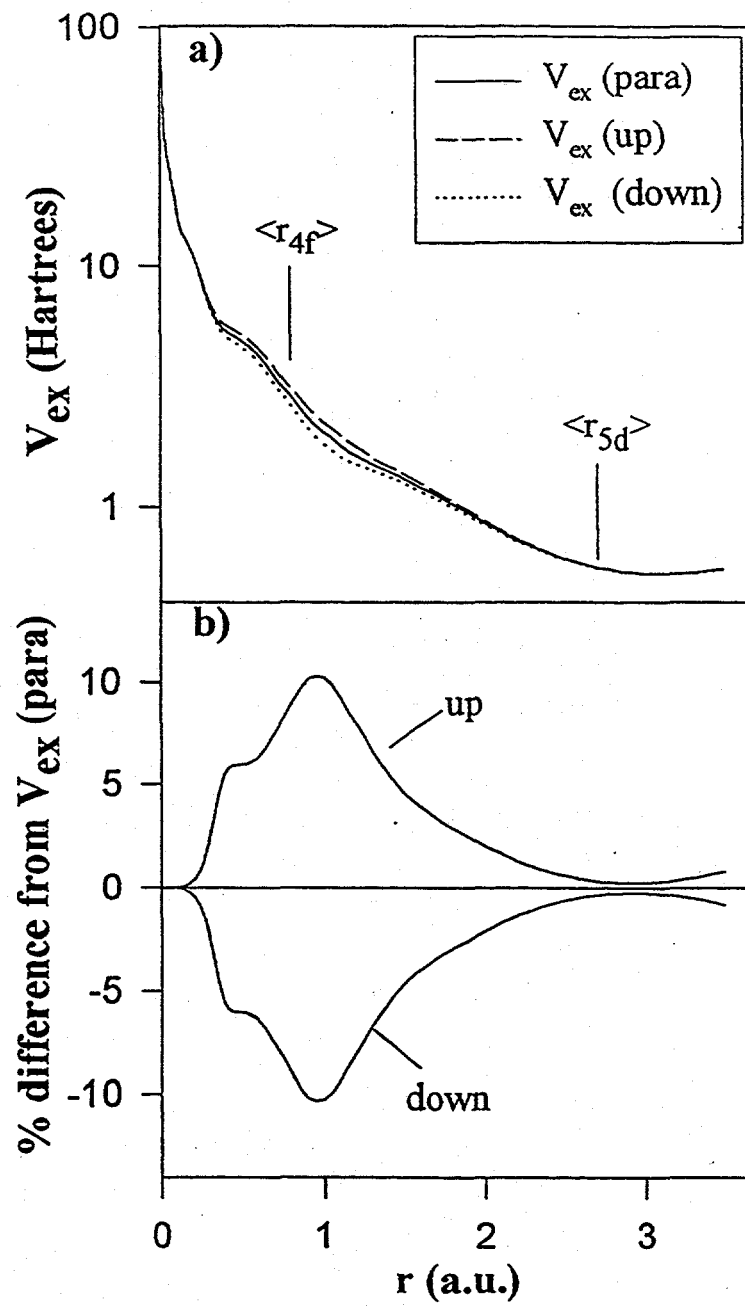 100
10
1
V_ex (Hartrees)
a)
V_ex (para)
V_ex (up)
V_ex (down)
<r_4f>
<r_5d>
b)
10
5
0
-5
-10
% difference from V_ex (para)
up
down
0 1 2 3
r (a.u.)